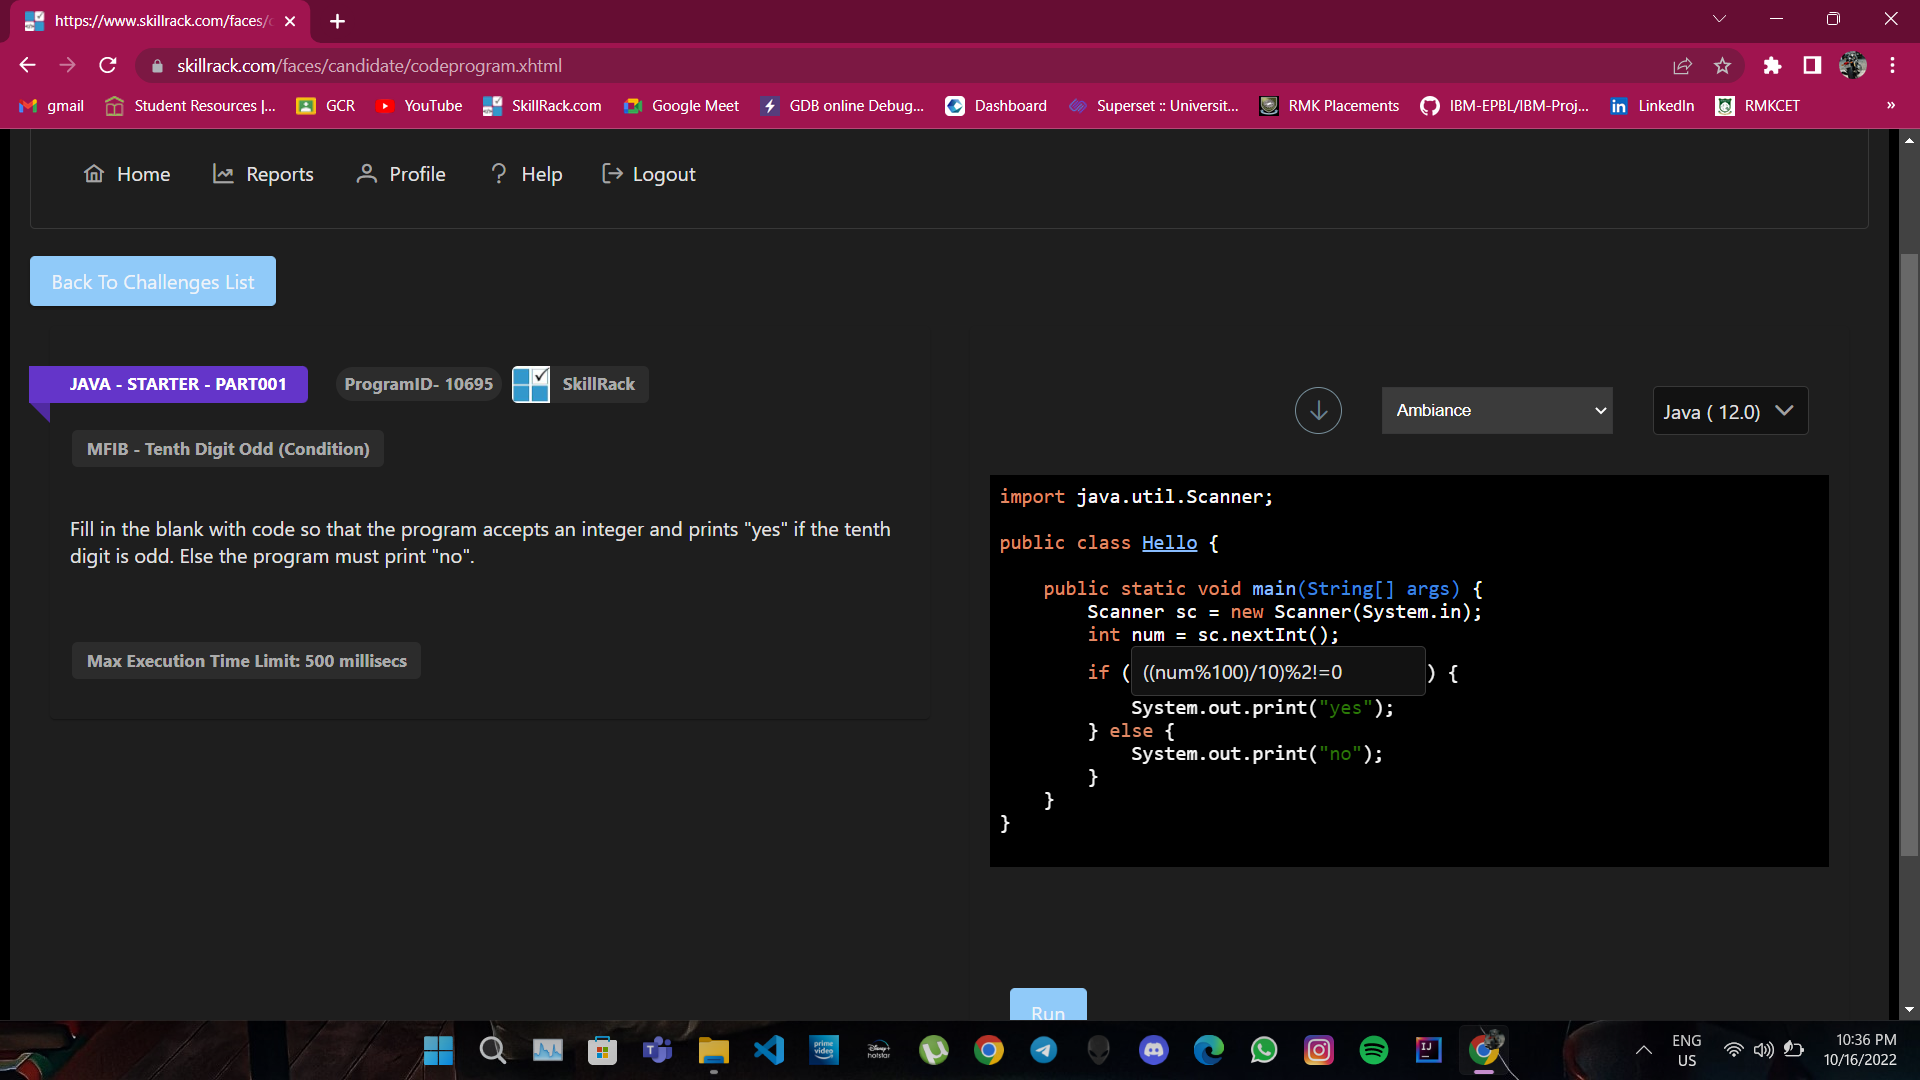 https://www.skillrack.com/faces/c
skillrack.com/faces/candidate/codeprogram.xhtml
gmail
Student Resources |...
GCR
YouTube
SkillRack.com
Google Meet
GDB online Debug...
Dashboard
Superset :: Universit...
RMK Placements
IBM-EPBL/IBM-Proj...
LinkedIn
RMKCET
»
Home
Reports
Profile
Help
Logout
Back To Challenges List
JAVA - STARTER - PART001
ProgramID- 10695
SkillRack
MFIB - Tenth Digit Odd (Condition)
Fill in the blank with code so that the program accepts an integer and prints "yes" if the tenth
digit is odd. Else the program must print "no".
Max Execution Time Limit: 500 millisecs
Ambiance
Java ( 12.0)
import java.util.Scanner;
public class Hello {
public static void main(String[] args) {
Scanner sc = new Scanner(System.in);
int num = sc.nextInt();
if ( ((num%100)/10)%2!=0 ) {
System.out.print("yes");
} else {
System.out.print("no");
}
}
}
Run
prime video
Disney+ hotstar
IJ
ENG
US
10:36 PM
10/16/2022